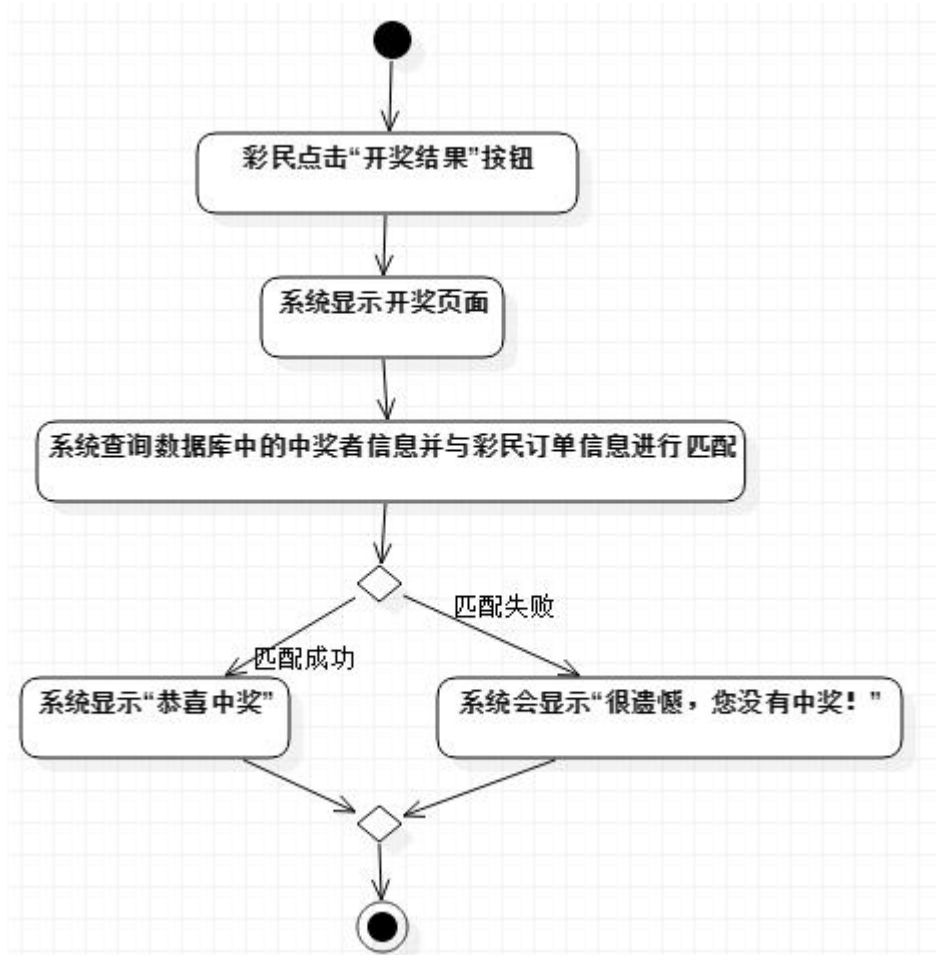 彩民点击“开奖结果”按钮
系统显示开奖页面
系统查询数据库中的中奖者信息并与彩民订单信息进行匹配
匹配失败
匹配成功
系统显示“恭喜中奖”
系统会显示“很遗憾，您没有中奖！”